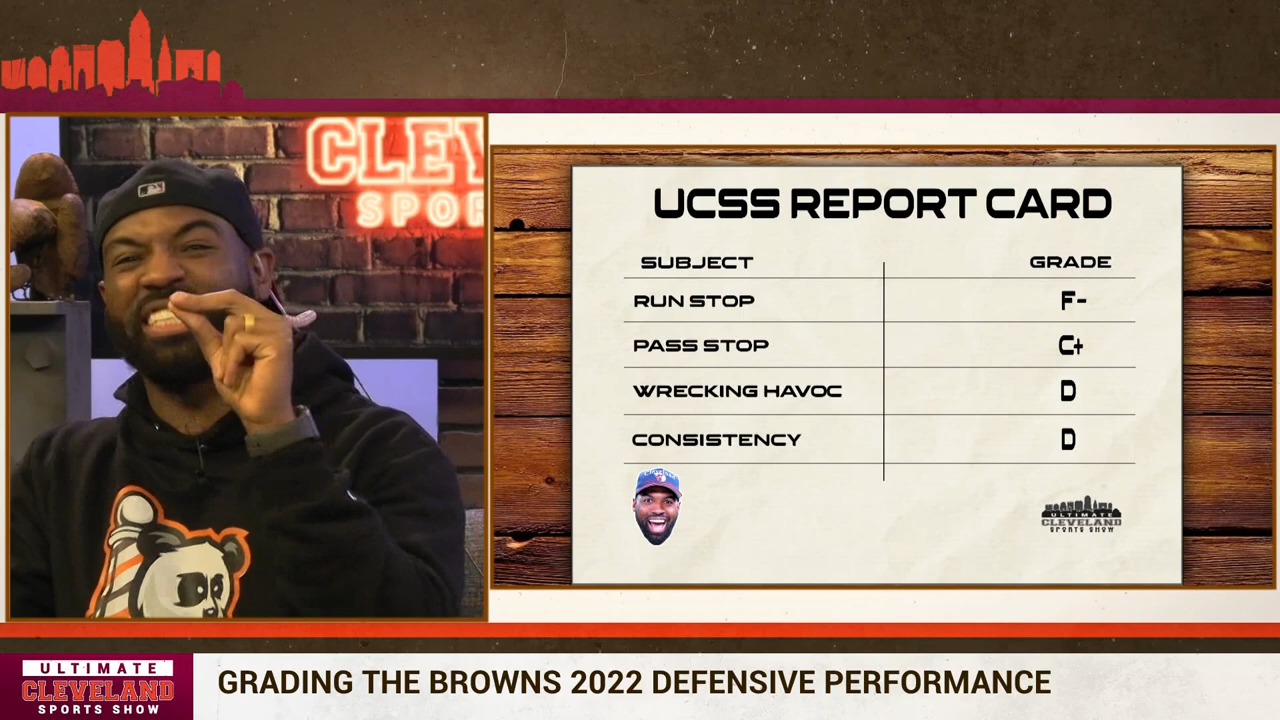 CLEV
SPOR
UCSS REPORT CARD
SUBJECT GRADE
RUN STOP F-
PASS STOP C+
WRECKING HAVOC D
CONSISTENCY D
ULTIMATE
CLEVELAND
SPORTS SHOW
ULTIMATE
CLEVELAND
SPORTS SHOW
GRADING THE BROWNS 2022 DEFENSIVE PERFORMANCE